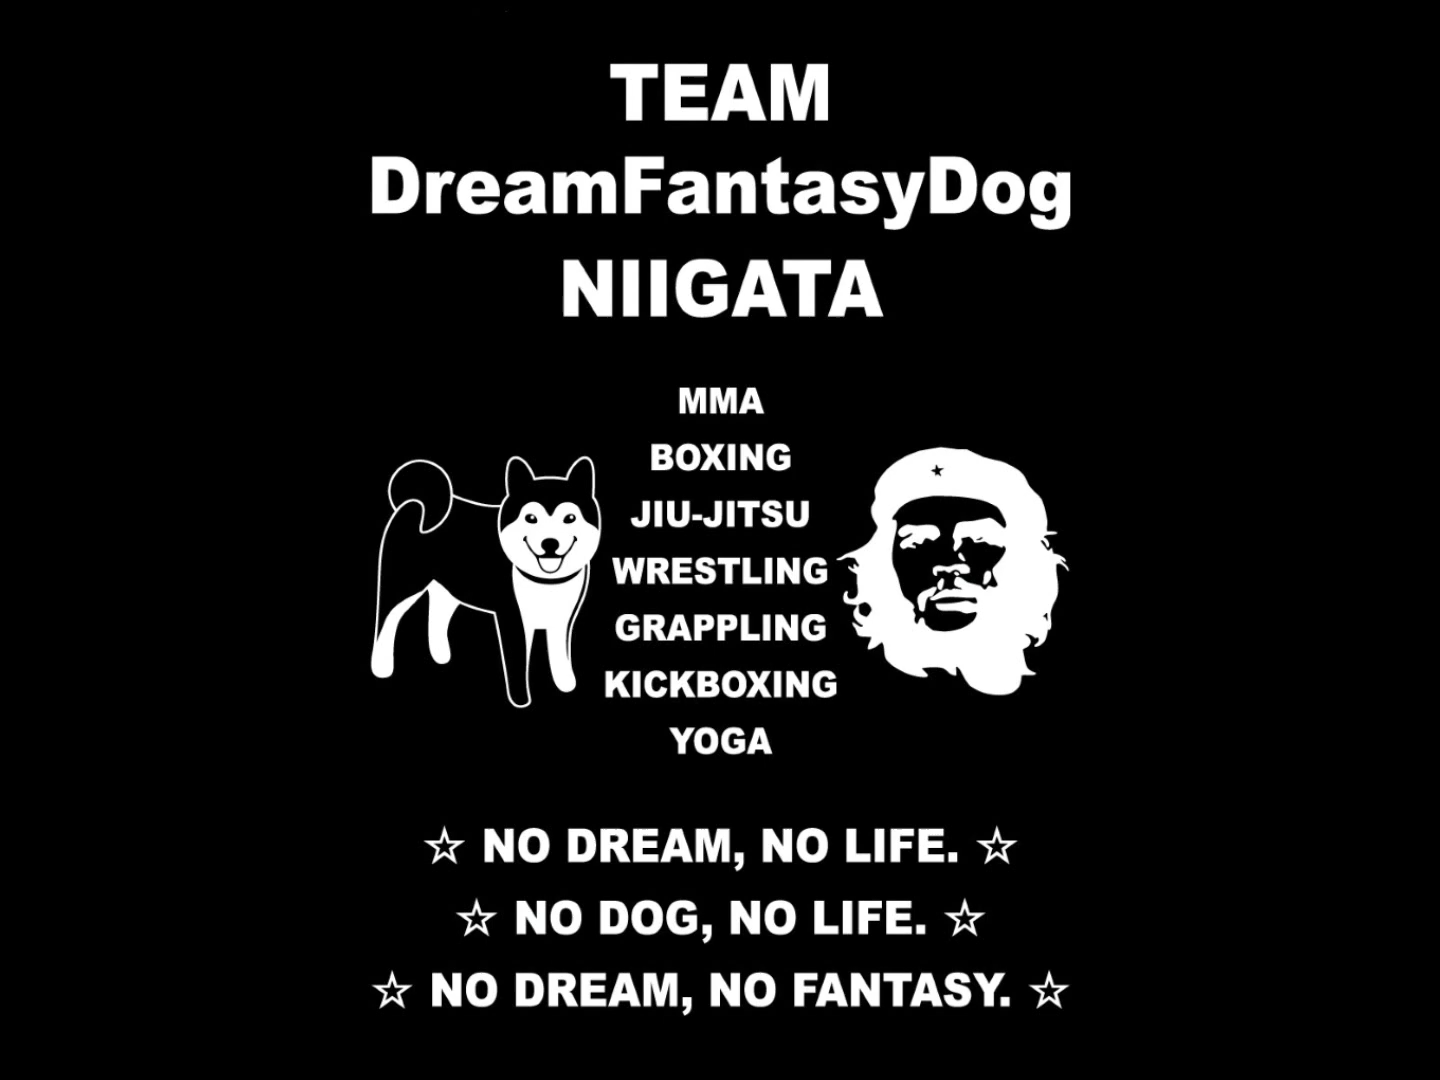 TEAM
DreamFantasyDog
NIIGATA
MMA
BOXING
JIU-JITSU
WRESTLING
GRAPPLING
KICKBOXING
YOGA
☆ NO DREAM, NO LIFE. ☆
☆ NO DOG, NO LIFE. ☆
☆ NO DREAM, NO FANTASY. ☆